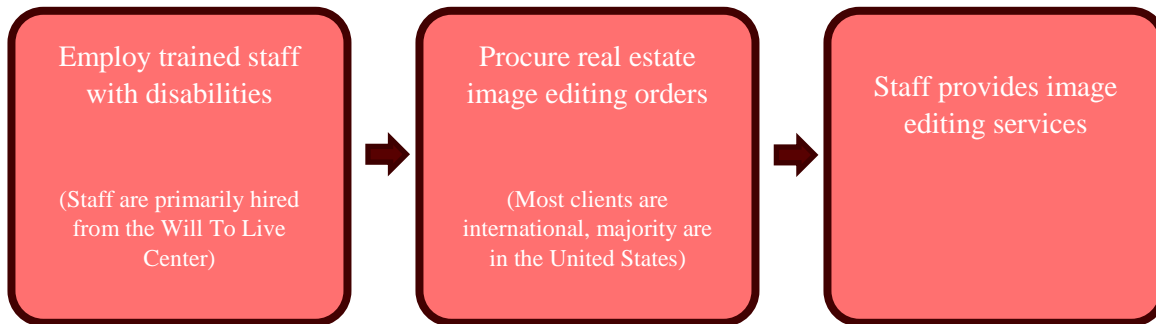 Employ trained staff
with disabilities
(Staff are primarily hired
from the Will To Live
Center)
Procure real estate
image editing orders
(Most clients are
international, majority are
in the United States)
Staff provides image
editing services